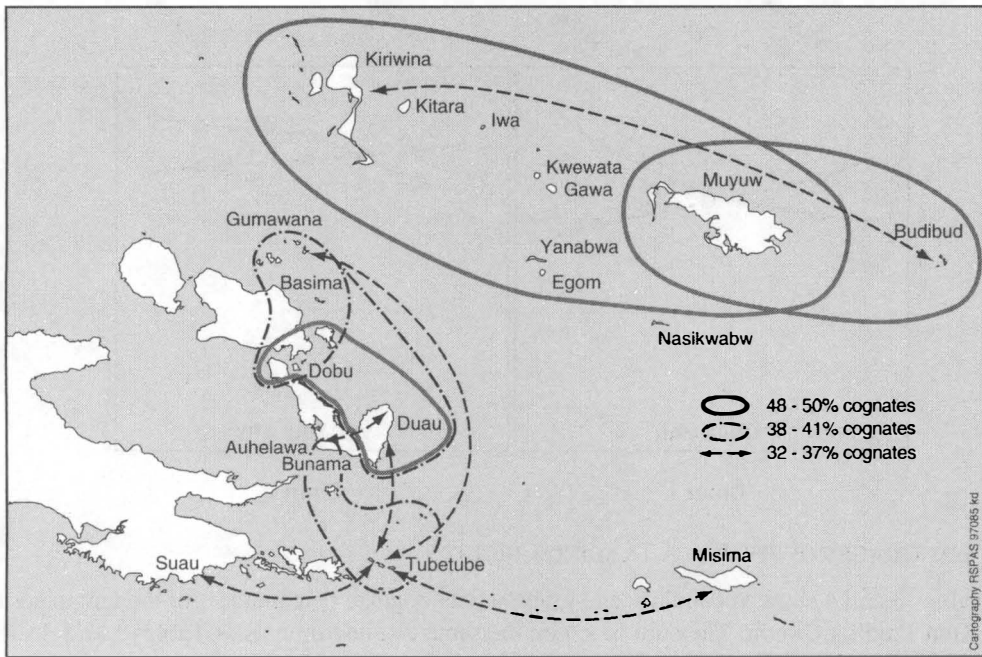 Kiriwina
Kitara
Iwa
Kwewata
Gawa
Muyuw
Budibud
Gumawana
Yanabwa
Basima
Egom
Nasikwabw
Dobu
48 - 50% cognates
Duau
38 - 41% cognates
Auhelawa
32 - 37% cognates
Bunama
Suau
Tubetube
Misima
Cartography RSPAS 97085 kd